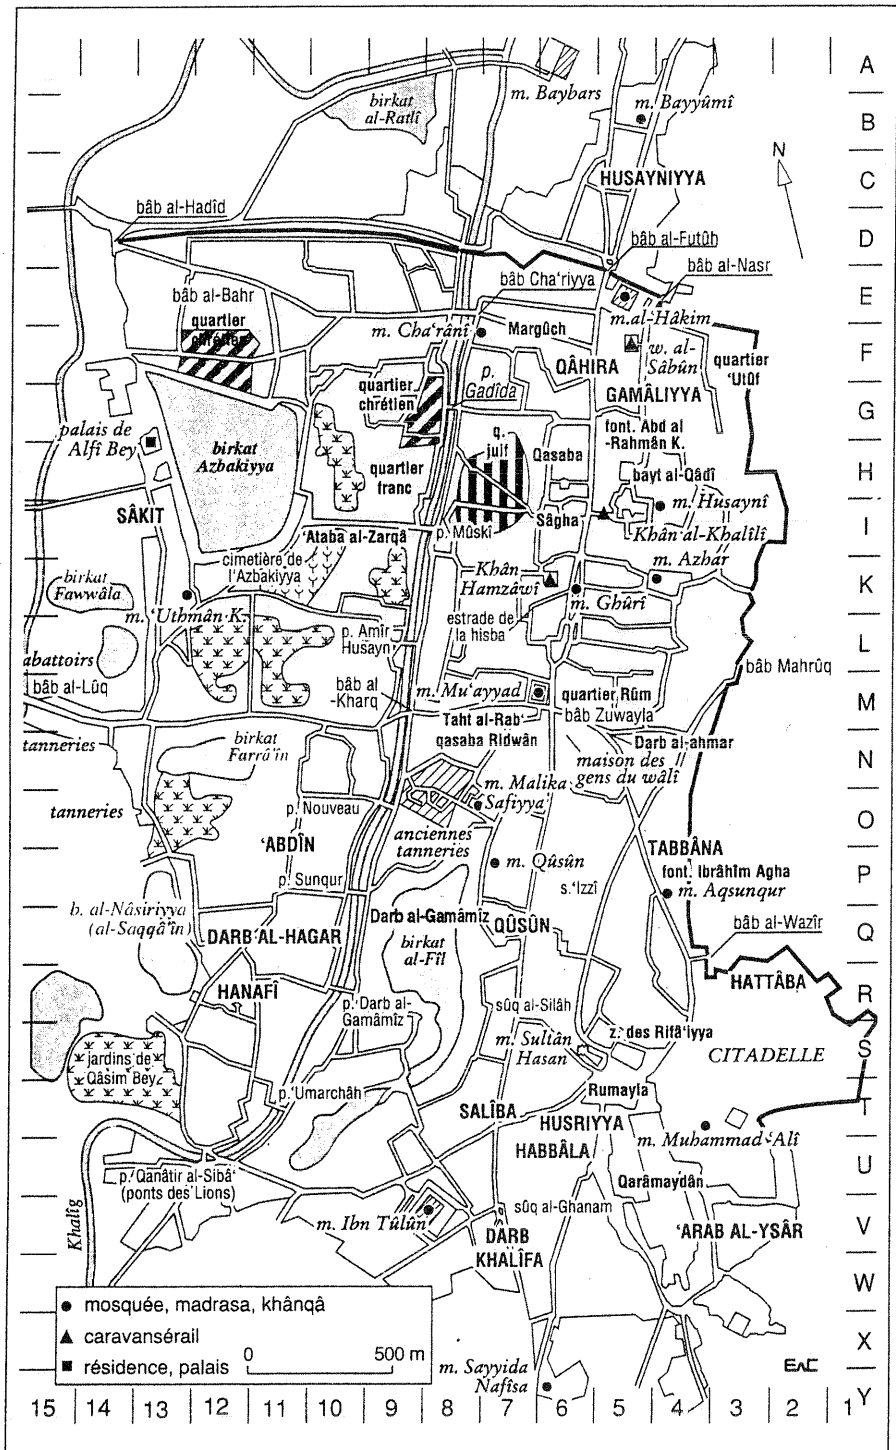 A
m. Baybars
birkat
al-Ratlî
m. Bayyûmî
B
N
C
HUSAYNIYYA
bâb al-Hadîd
D
bâb al-Futûh
bâb al-Nasr
bâb Cha'riyya
E
bâb al-Bahr
quartier
chrétien
m. Cha'rânî
Margûch
m.al-Hâkim
w. al-
Sâbûn
F
QÂHIRA
quartier
'Utûf
GAMÂLIYYA
quartier
chrétien
p.
Gadîda
G
font. Abd al
-Rahmân K.
palais de
Alfî Bey
birkat
Azbakiyya
q.
juif
Qasaba
H
bayt al-Qâdî
quartier
franc
m. Husaynî
SÂKIT
Sâgha
Khân al-Khalîlî
I
'Ataba al-Zarqâ
p. Mûskî
m. Azhar
cimetière de
l'Azbakiyya
birkat
Fawwâla
Khân
Hamzâwî
K
m. 'Uthmân K.
m. Ghûrî
estrade de
la hisba
p. Amîr
Husayn
L
abattoirs
bâb al-Lûq
bâb Mahrûq
bâb al
-Kharq
m. Mu'ayyad
quartier Rûm
M
bâb Zuwayla
Taht al-Rab'
qasaba Ridwân
tanneries
birkat
Farrâ'în
Darb al-ahmar
N
maison des
gens du wâlî
m. Malika
Safiyya
tanneries
p. Nouveau
O
anciennes
tanneries
'ABDÎN
TABBÂNA
m. Qûsûn
font. Ibrâhîm Agha
P
p. Sunqur
s.'Izzî
m. Aqsunqur
b. al-Nâsiriyya
(al-Saqqâ'în)
Darb al-Gamâmîz
QÛSÛN
bâb al-Wazîr
Q
DARB AL-HAGAR
birkat
al-Fîl
HATTÂBA
HANAFÎ
R
p. Darb al-
Gamâmîz
sûq al-Silâh
z. des Rifâ'iyya
m. Sultân
Hasan
CITADELLE
S
jardins de
Qâsim Bey
p. 'Umarchâh
Rumayla
T
SALÎBA
HUSRIYYA
m. Muhammad 'Alî
HABBÂLA
U
p. Qanâtir al-Sibâ'
(ponts des Lions)
Qarâmaydân
Khalîg
m. Ibn Tûlûn
sûq al-Ghanam
V
DARB
KHALÎFA
'ARAB AL-YSÂR
W
mosquée, madrasa, khânqâ
caravansérail
X
résidence, palais
0 500 m
m. Sayyida
Nafîsa
EAC
Y
15 14 13 12 11 10 9 8 7 6 5 4 3 2 1